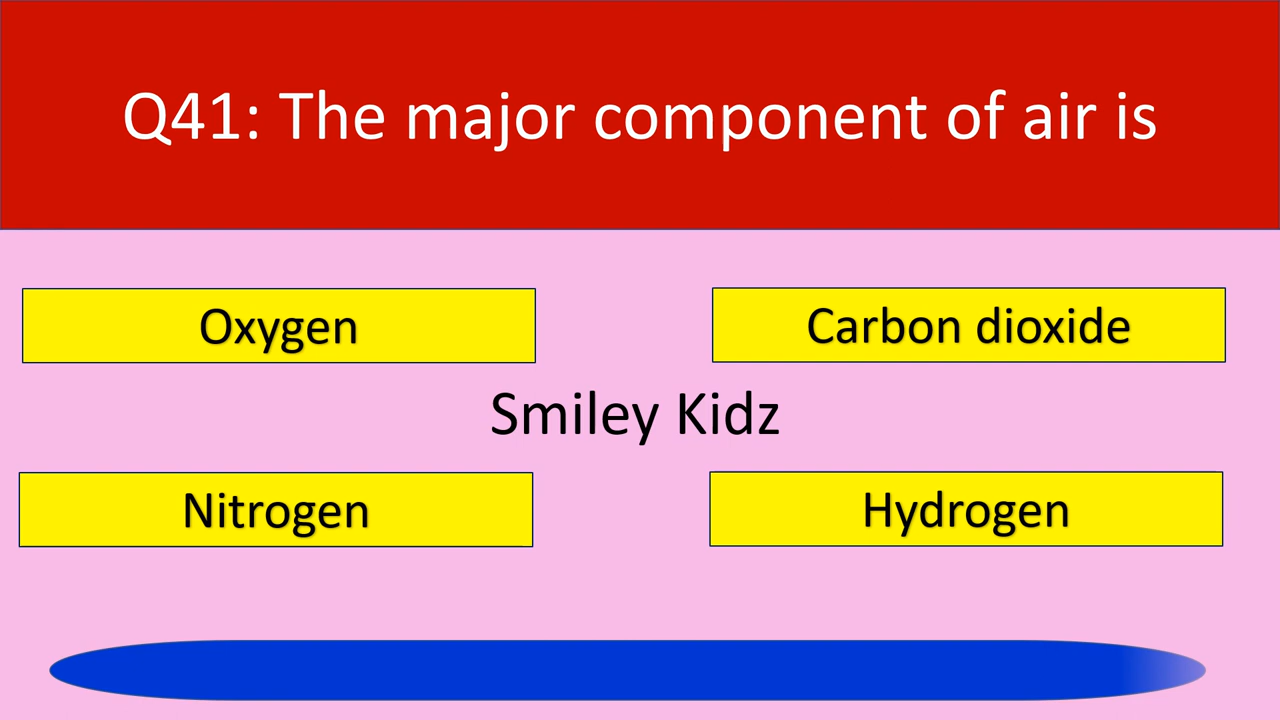 Q41: The major component of air is
Oxygen
Carbon dioxide
Smiley Kidz
Nitrogen
Hydrogen